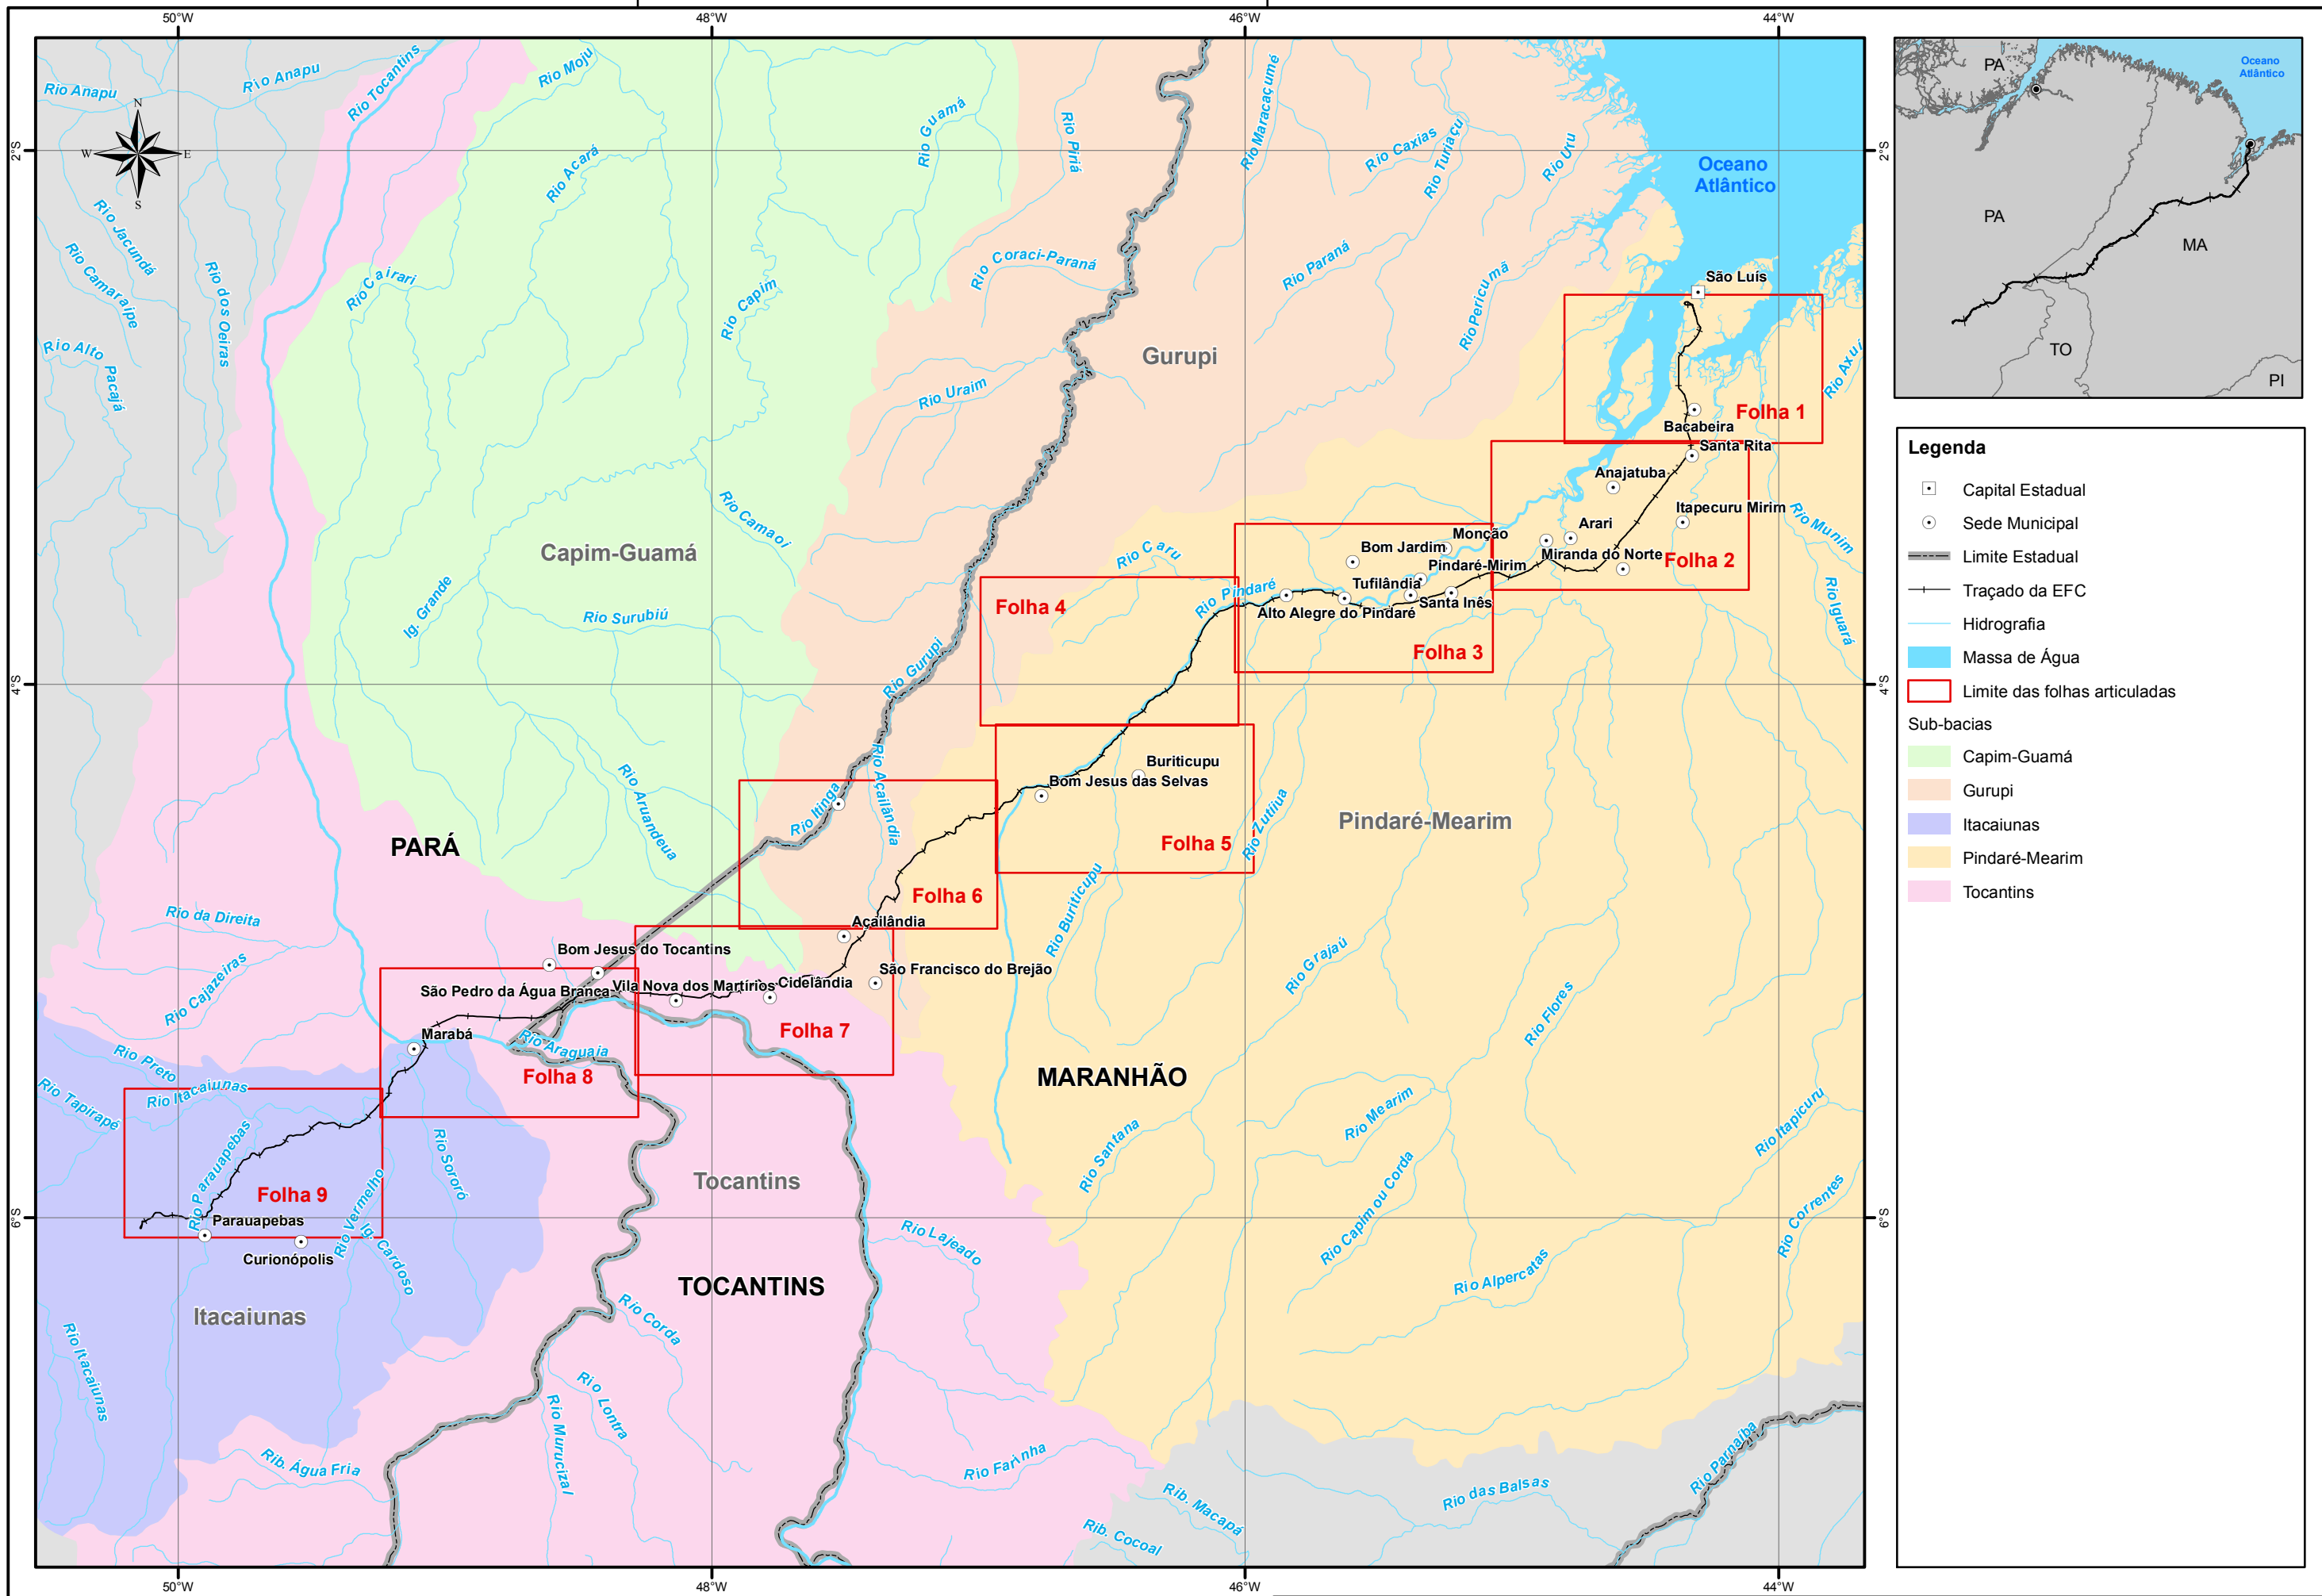 50°W
48°W
46°W
44°W
2°S
4°S
6°S
2°S
4°S
6°S
50°W
48°W
46°W
44°W
N
W
E
S
Rio Anapu
Rio Anapu
Rio Tocantins
Rio Moju
Rio Guamá
Rio Piriá
Rio Maracaçumé
Rio Caxias
Rio Turiaçu
Rio Uru
Oceano
Atlântico
Rio Acará
Rio Jacundá
Rio Camaraipe
Rio dos Oeiras
Rio Cairari
Rio Capim
Rio Coraci-Paraná
Rio Paraná
Rio Pericumã
São Luís
Rio Alto
Pacajá
Gurupi
Rio Uraim
Rio Axuí
Folha 1
Bacabeira
Santa Rita
Anajatuba
Itapecuru Mirim
Rio Munim
Arari
Monção
Bom Jardim
Miranda do Norte
Folha 2
Rio Camaoi
Capim-Guamá
Rio Caru
Pindaré-Mirim
Tufilândia
Rio Pindaré
Santa Inês
Alto Alegre do Pindaré
Rio Iguará
Folha 4
Ig. Grande
Rio Surubiú
Folha 3
Rio Gurupi
Rio Açailândia
Buriticupu
Bom Jesus das Selvas
Rio Itinga
Rio Aruandeua
Rio Zutiua
Pindaré-Mearim
PARÁ
Folha 5
Folha 6
Rio Buriticupu
Rio da Direita
Açailândia
Bom Jesus do Tocantins
Rio Grajaú
São Francisco do Brejão
Rio Cajazeiras
São Pedro da Água Branca
Vila Nova dos Martírios
Cidelândia
Rio Flores
Folha 7
Marabá
Rio Araguaia
Rio Preto
Folha 8
MARANHÃO
Rio Itacaiunas
Rio Tapirapé
Rio Mearim
Rio Itapicuru
Rio Parauapebas
Rio Sororó
Rio Santana
Rio Vermelho
Tocantins
Folha 9
Rio Capim ou Corda
Rio Correntes
Parauapebas
Ig. Cardoso
Curionópolis
Rio Lajeado
Rio Alpercatas
TOCANTINS
Itacaiunas
Rio Corda
Rio Itacaiunas
Rio Lontra
Rio Murucizal
Rib. Água Fria
Rio Farinha
Rio Parnaíba
Rio das Balsas
Rib. Macapá
Rib. Cocoal
PA
Oceano
Atlântico
PA
MA
TO
PI
Legenda
Capital Estadual
Sede Municipal
Limite Estadual
Traçado da EFC
Hidrografia
Massa de Água
Limite das folhas articuladas
Sub-bacias
Capim-Guamá
Gurupi
Itacaiunas
Pindaré-Mearim
Tocantins